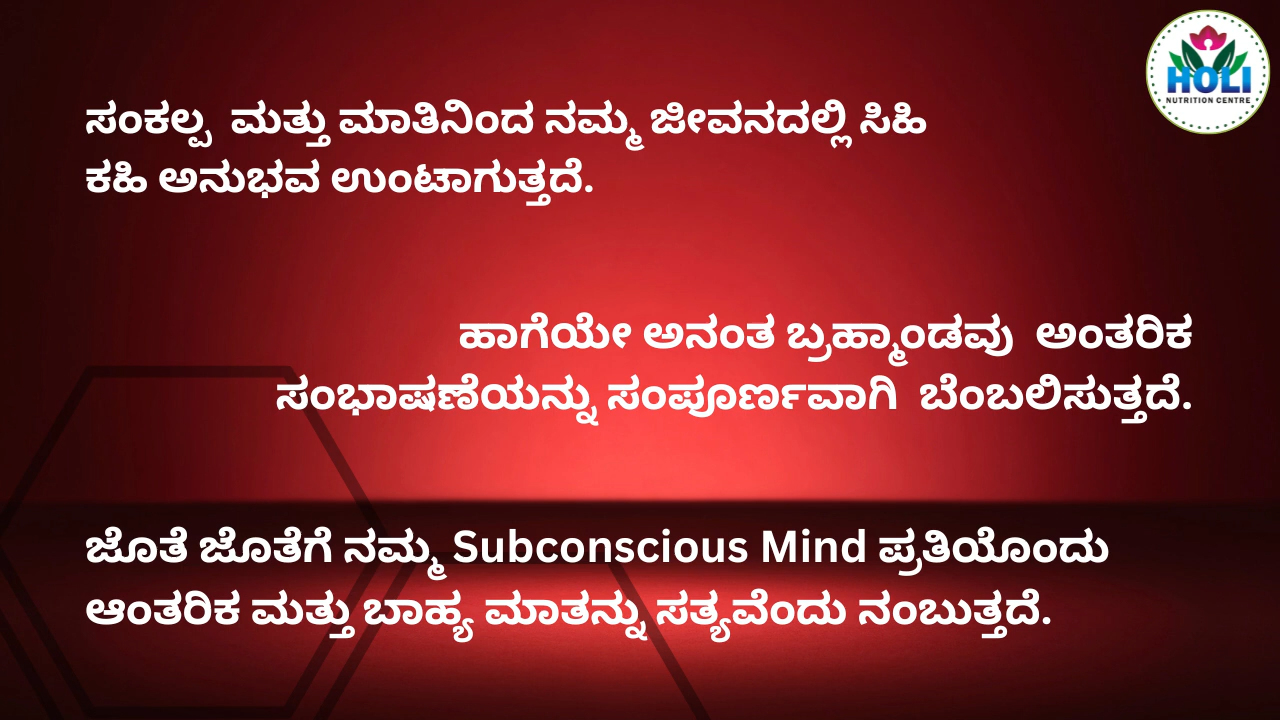 HOLI
NUTRITION CENTRE
ಸಂಕಲ್ಪ ಮತ್ತು ಮಾತಿನಿಂದ ನಮ್ಮ ಜೀವನದಲ್ಲಿ ಸಿಹಿ
ಕಹಿ ಅನುಭವ ಉಂಟಾಗುತ್ತದೆ.
ಹಾಗೆಯೇ ಅನಂತ ಬ್ರಹ್ಮಾಂಡವು ಅಂತರಿಕ
ಸಂಭಾಷಣೆಯನ್ನು ಸಂಪೂರ್ಣವಾಗಿ ಬೆಂಬಲಿಸುತ್ತದೆ.
ಜೊತೆ ಜೊತೆಗೆ ನಮ್ಮ Subconscious Mind ಪ್ರತಿಯೊಂದು
ಆಂತರಿಕ ಮತ್ತು ಬಾಹ್ಯ ಮಾತನ್ನು ಸತ್ಯವೆಂದು ನಂಬುತ್ತದೆ.